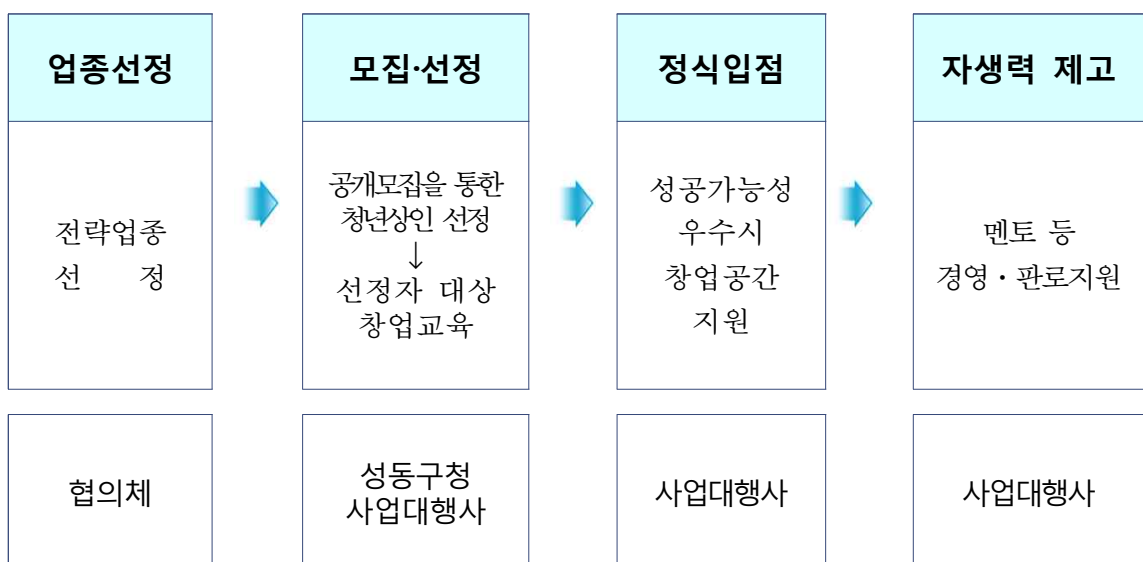 업종선정
전략업종
선 정
협의체
모집·선정
공개모집을 통한
청년상인 선정
↓
선정자 대상
창업교육
성동구청
사업대행사
정식입점
성공가능성
우수시
창업공간
지원
사업대행사
자생력 제고
멘토 등
경영·판로지원
사업대행사